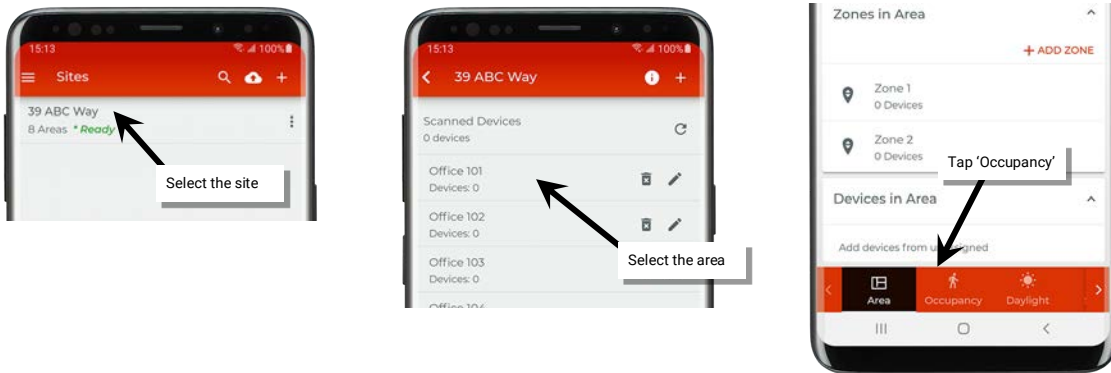 15:13
100%
Sites
39 ABC Way
8 Areas * Ready
Select the site
15:13
100%
39 ABC Way
Scanned Devices
0 devices
Office 101
Devices: 0
Office 102
Devices: 0
Office 103
Devices: 0
Select the area
Zones in Area
+ ADD ZONE
Zone 1
0 Devices
Zone 2
0 Devices
Tap ‘Occupancy’
Devices in Area
Add devices from
Area
Occupancy
Daylight